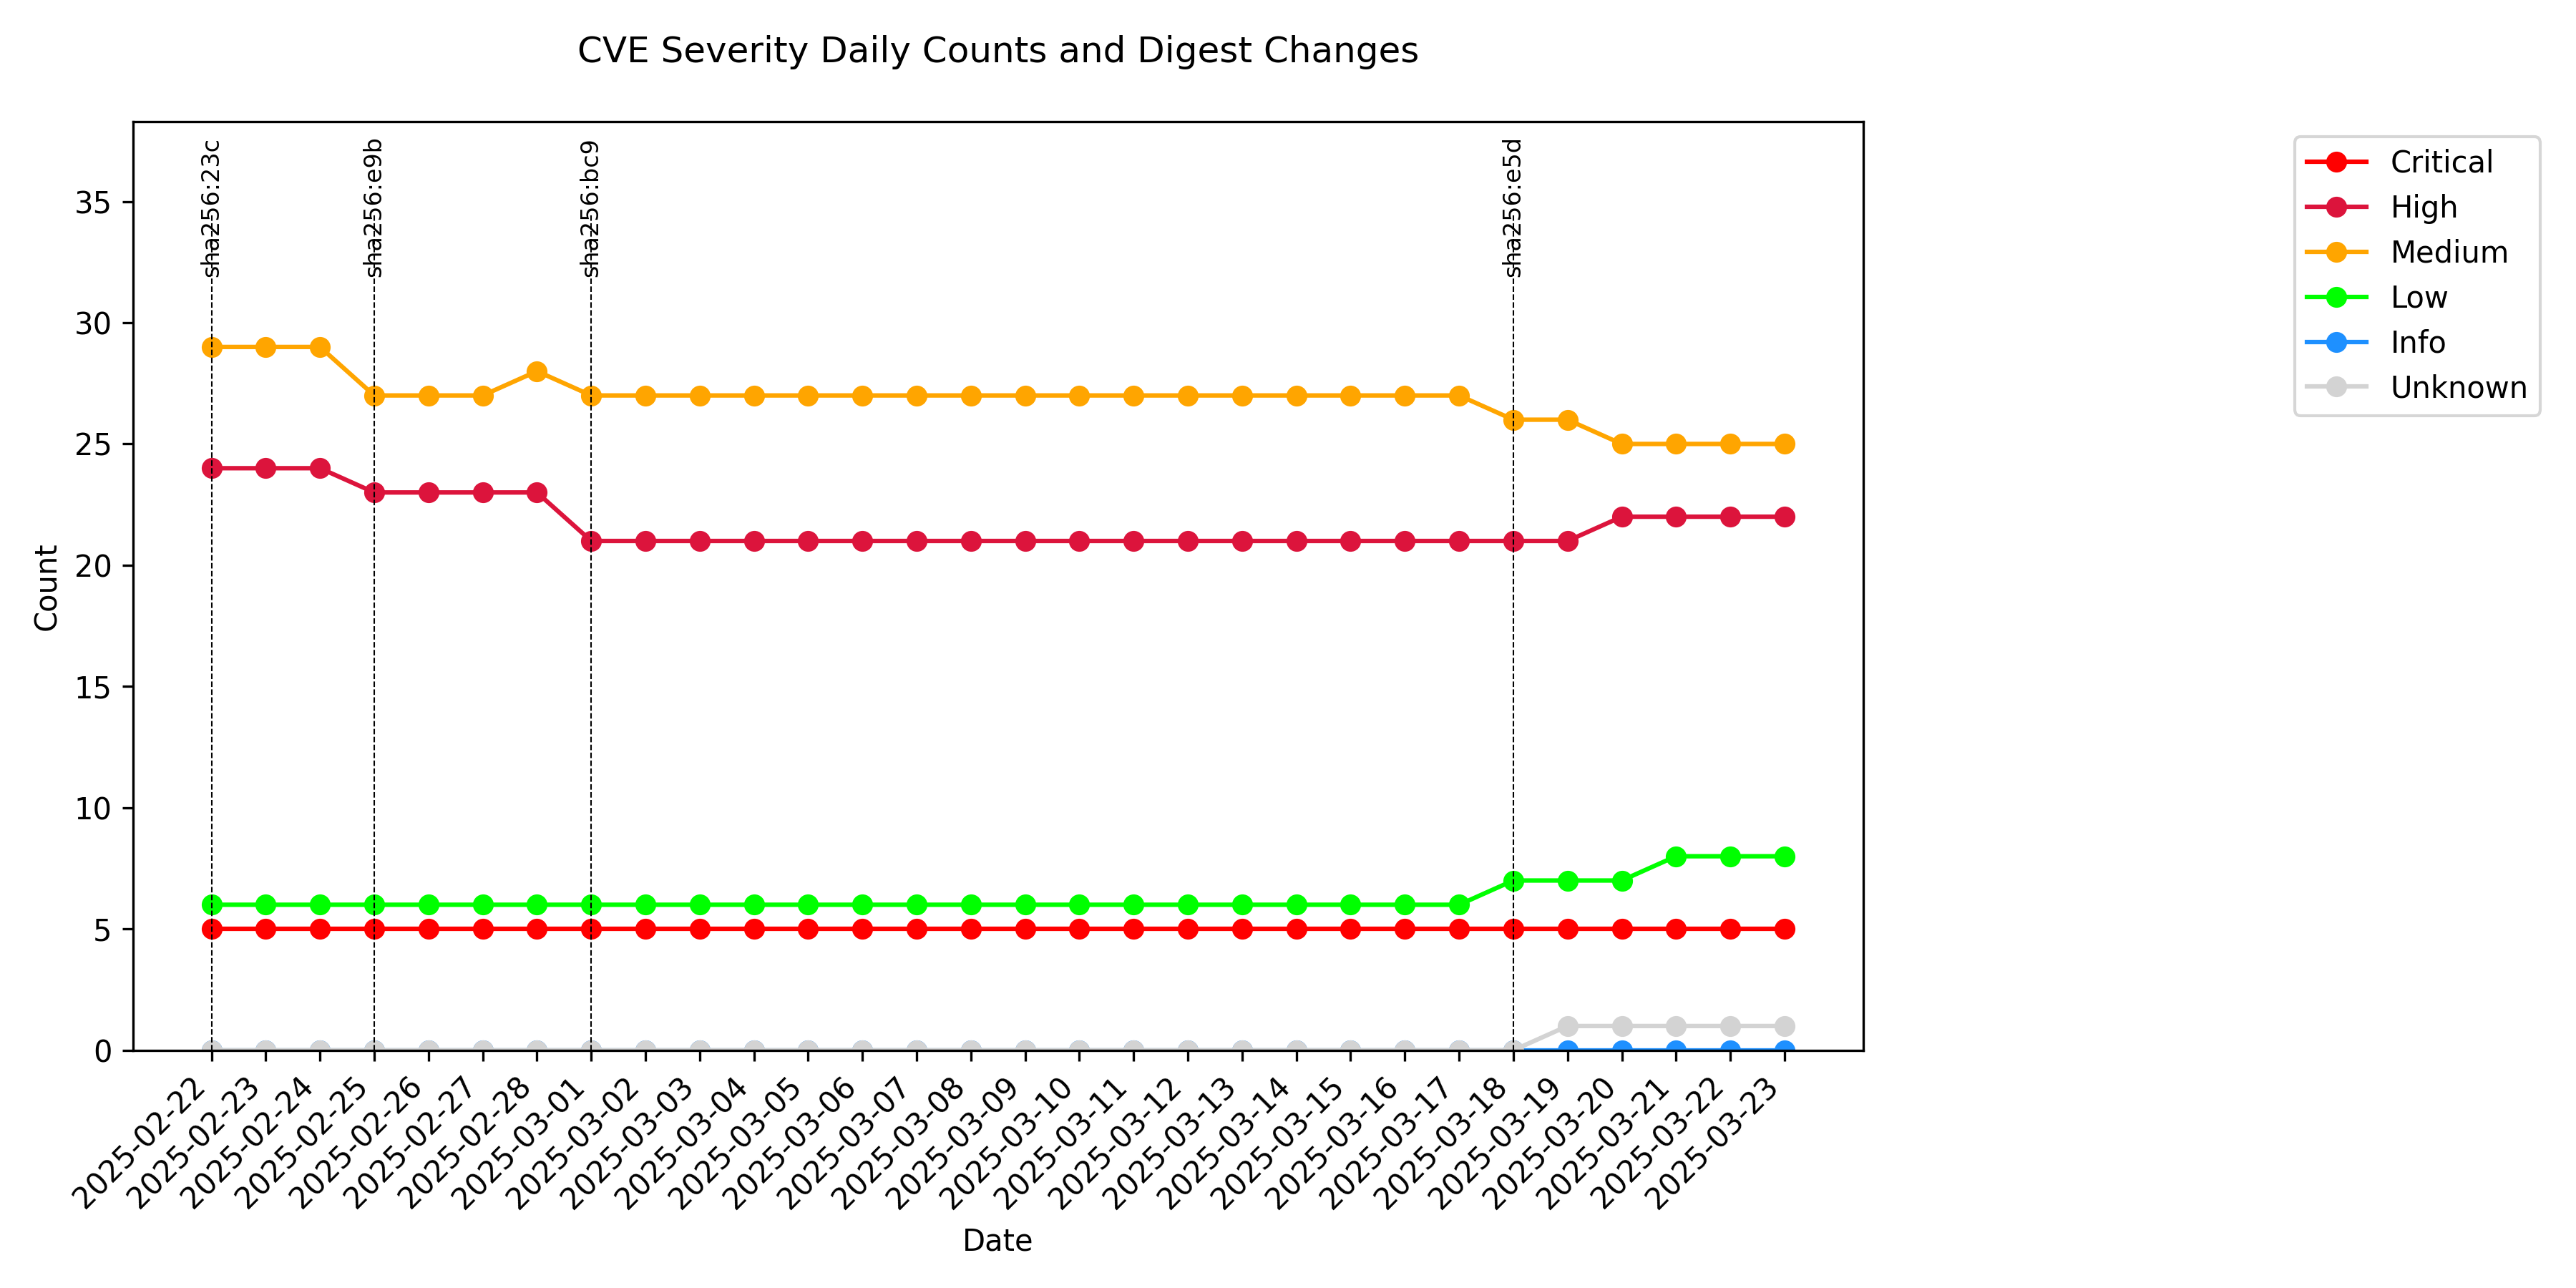 CVE Severity Daily Counts and Digest Changes
sha256:23c
sha256:e9b
sha256:bc9
sha256:e5d
Critical
High
Medium
Low
Info
Unknown
35
30
25
20
15
10
5
0
Count
2025-02-22
2025-02-23
2025-02-24
2025-02-25
2025-02-26
2025-02-27
2025-02-28
2025-03-01
2025-03-02
2025-03-03
2025-03-04
2025-03-05
2025-03-06
2025-03-07
2025-03-08
2025-03-09
2025-03-10
2025-03-11
2025-03-12
2025-03-13
2025-03-14
2025-03-15
2025-03-16
2025-03-17
2025-03-18
2025-03-19
2025-03-20
2025-03-21
2025-03-22
2025-03-23
Date